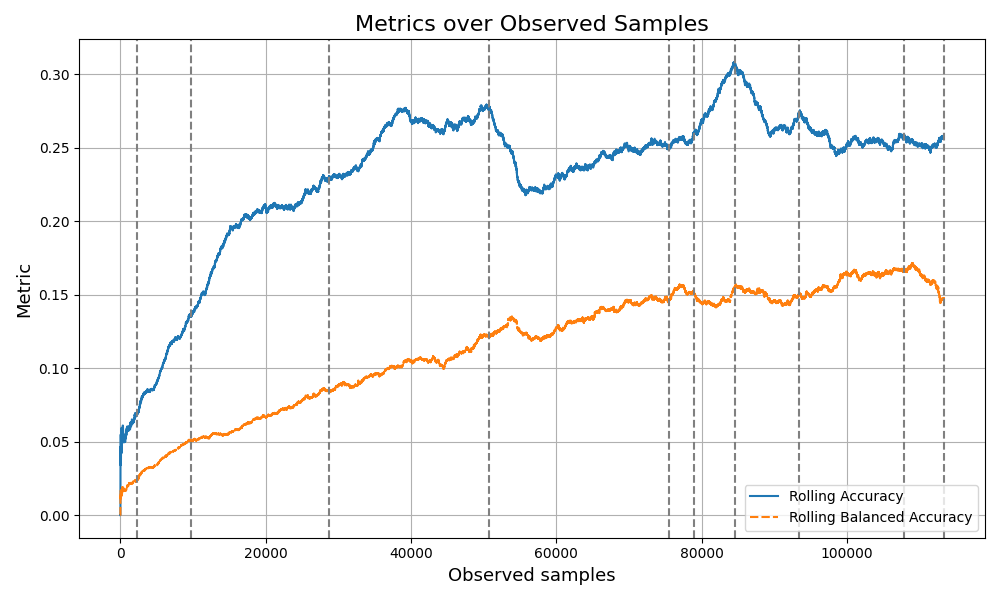 Metrics over Observed Samples
Metric
0.30
0.25
0.20
0.15
0.10
0.05
0.00
0 20000 40000 60000 80000 100000
Observed samples
Rolling Accuracy
Rolling Balanced Accuracy